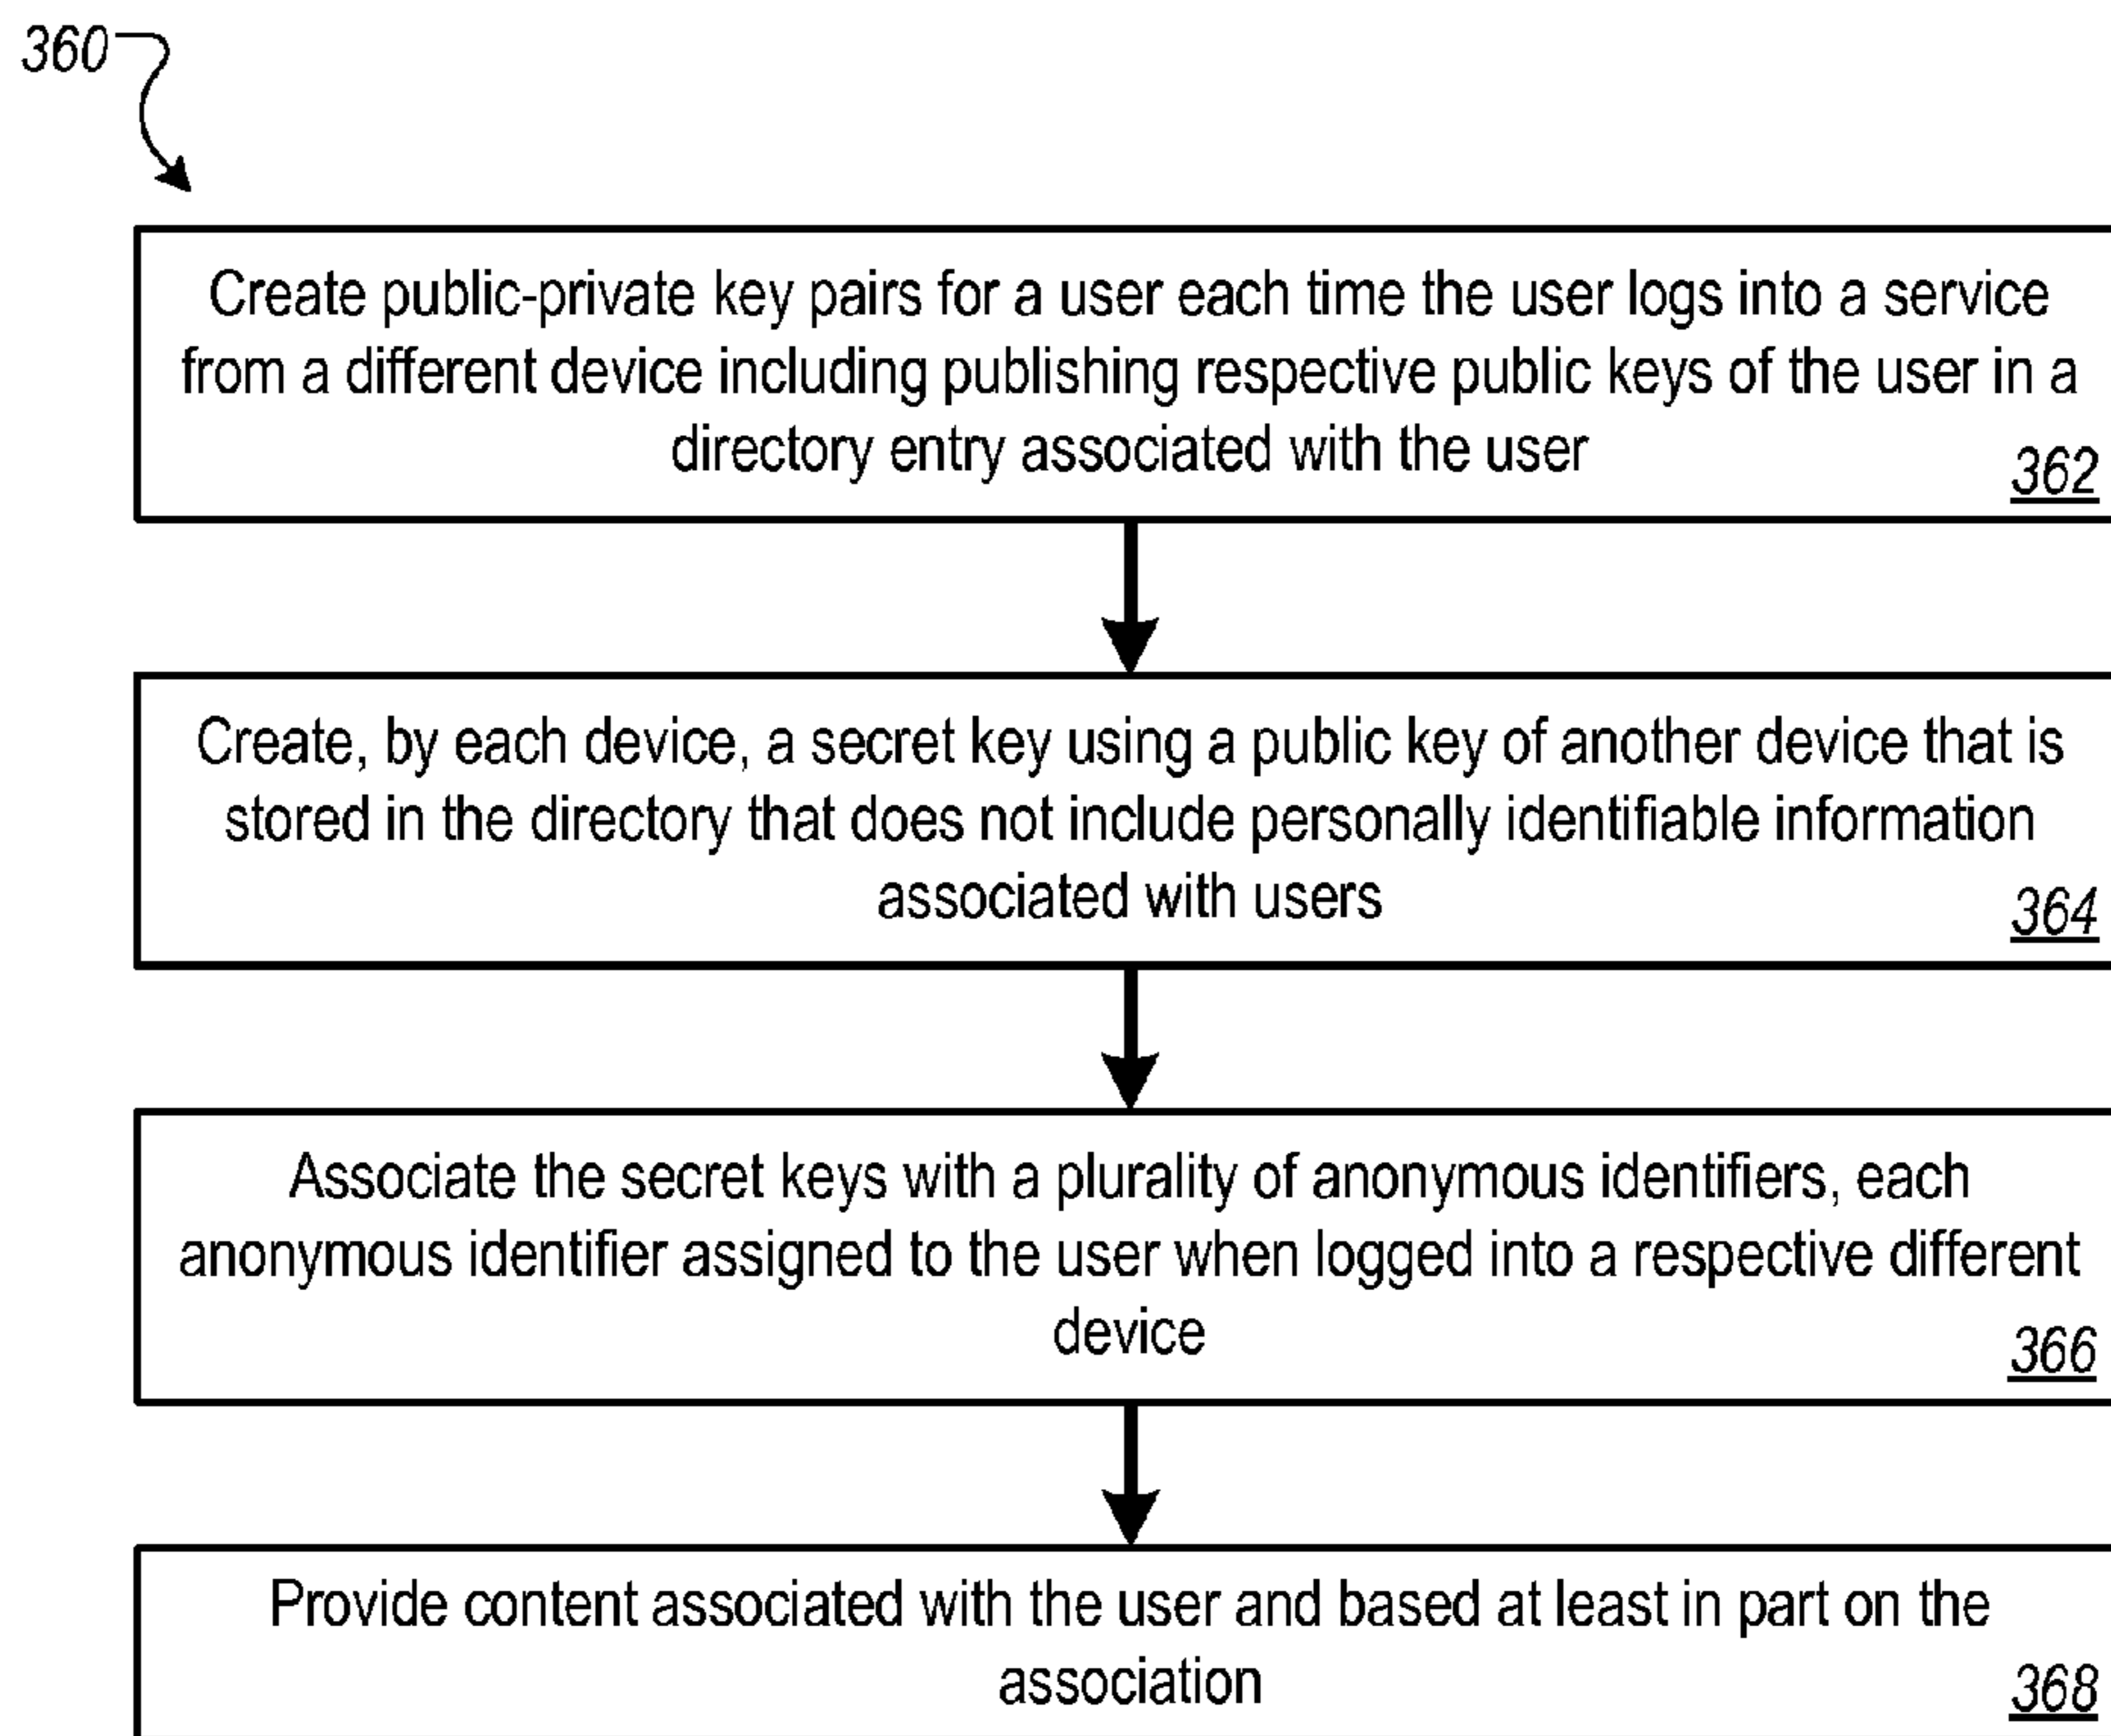 360
Create public-private key pairs for a user each time the user logs into a service
from a different device including publishing respective public keys of the user in a
directory entry associated with the user
362
Create, by each device, a secret key using a public key of another device that is
stored in the directory that does not include personally identifiable information
associated with users
364
Associate the secret keys with a plurality of anonymous identifiers, each
anonymous identifier assigned to the user when logged into a respective different
device
366
Provide content associated with the user and based at least in part on the
association
368